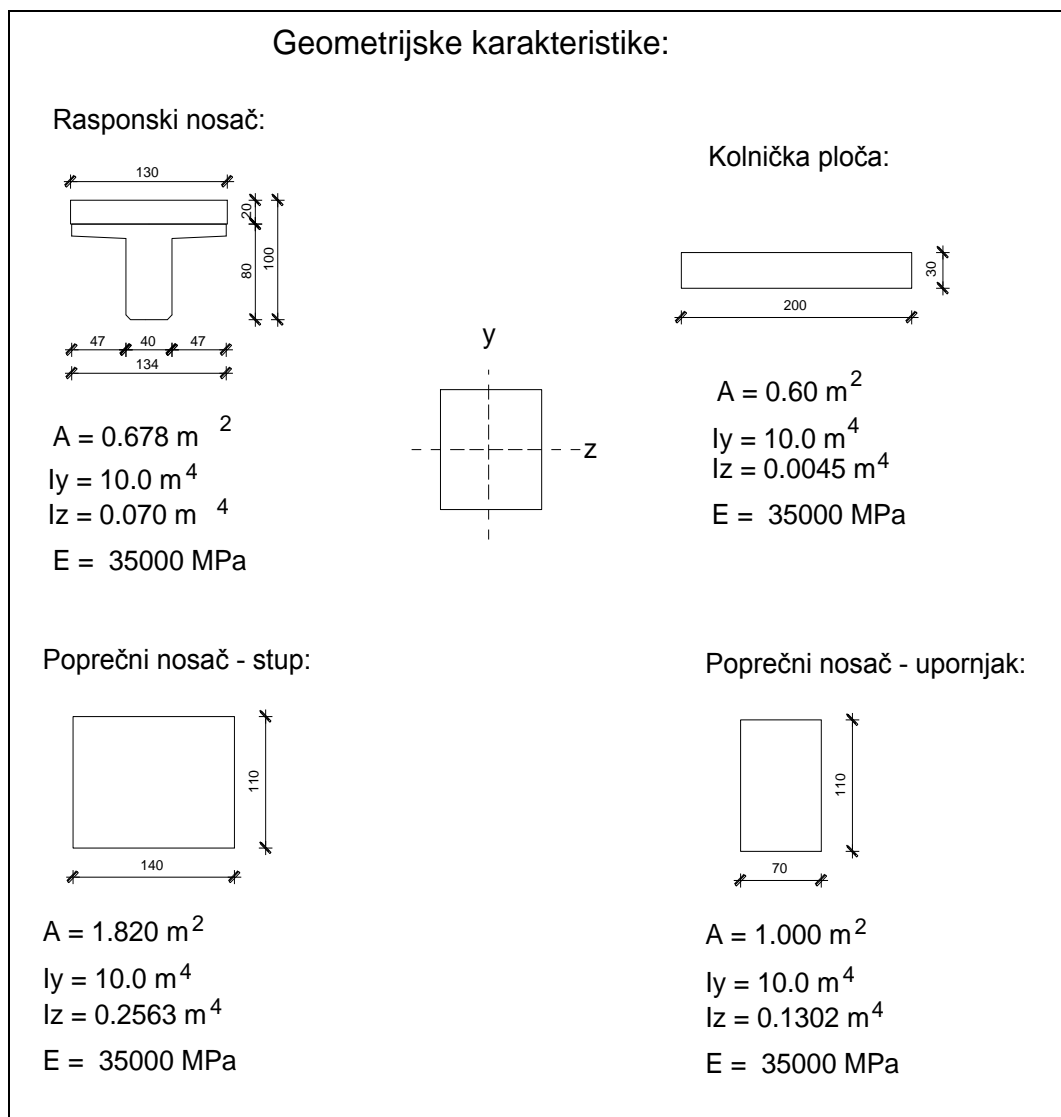 Geometrijske karakteristike:
Rasponski nosač:
130
20
80
100
47 40 47
134
A = 0.678 m 2
Iy = 10.0 m4
Iz = 0.070 m 4
E = 35000 MPa
y
z
Kolnička ploča:
30
200
A = 0.60 m2
Iy = 10.0 m4
Iz = 0.0045 m4
E = 35000 MPa
Poprečni nosač - stup:
110
140
A = 1.820 m2
Iy = 10.0 m4
Iz = 0.2563 m4
E = 35000 MPa
Poprečni nosač - upornjak:
110
70
A = 1.000 m2
Iy = 10.0 m4
Iz = 0.1302 m4
E = 35000 MPa